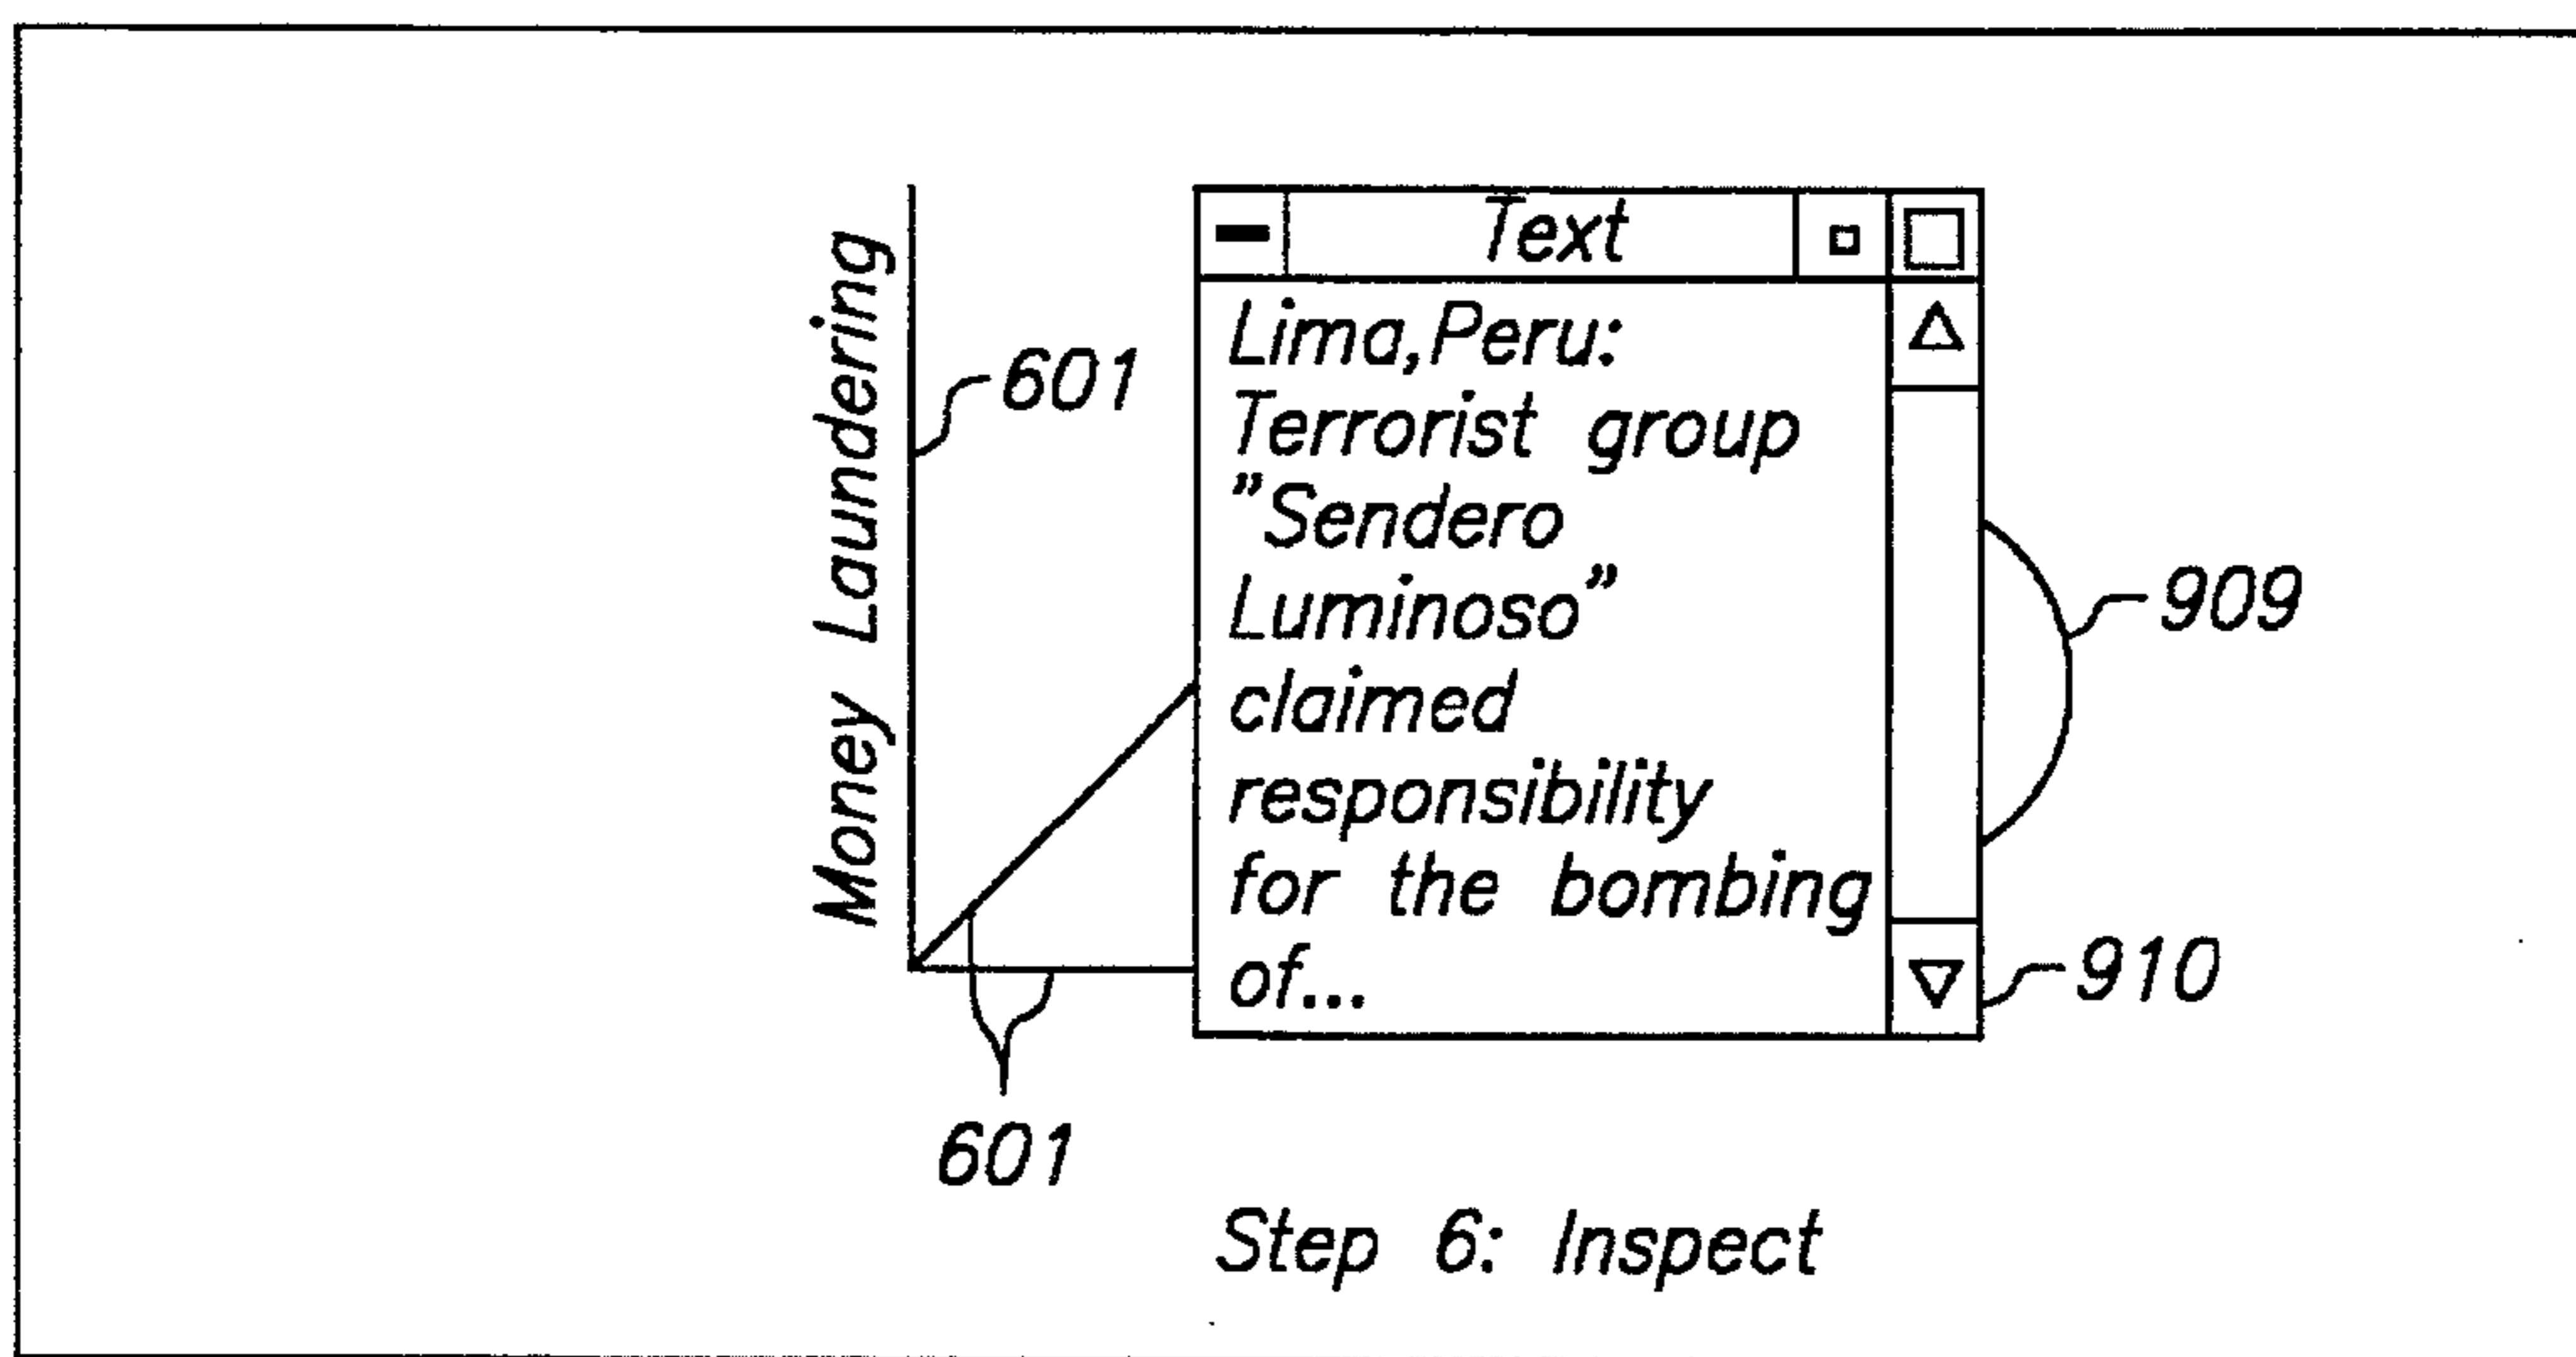 Money Laundering
601
Text
Lima,Peru:
Terrorist group
"Sendero
Luminoso"
claimed
responsibility
for the bombing
of...
909
910
601
Step 6: Inspect